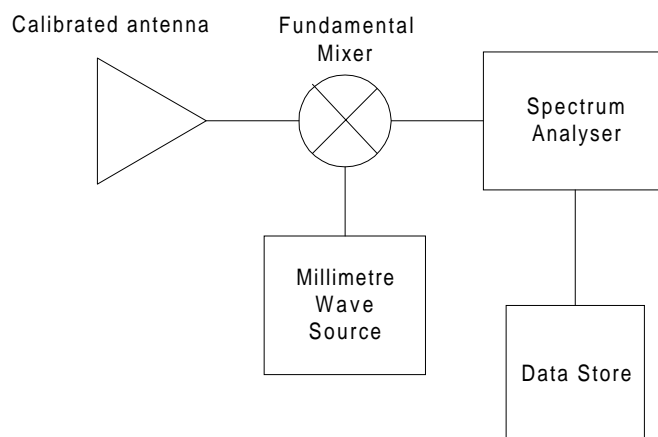 Calibrated antenna
Fundamental
Mixer
Spectrum
Analyser
Millimetre
Wave
Source
Data Store